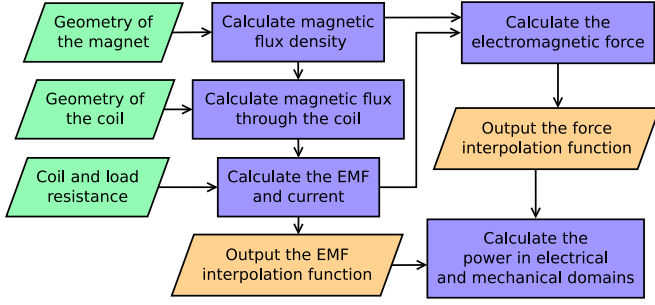 Geometry of
the magnet
Calculate magnetic
flux density
Calculate the
electromagnetic
force
Geometry of
the coil
Calculate magnetic flux
through the coil
Output the force
interpolation function
Coil and load
resistance
Calculate the EMF
and current
Output the EMF
interpolation function
Calculate the
power in electrical
and mechanical domains